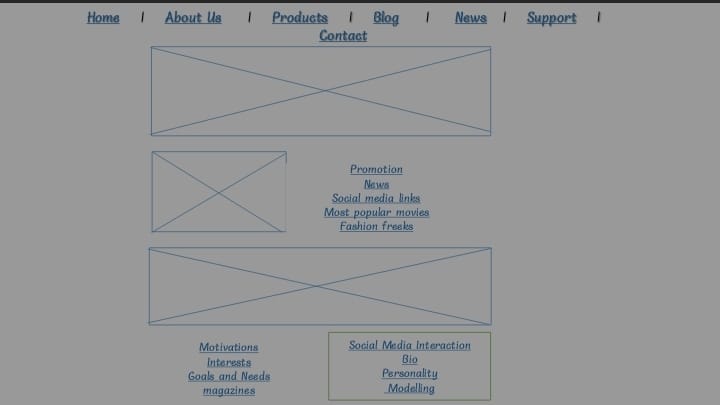 Home | About Us | Products | Blog | News | Support |
Contact
Promotion
News
Social media links
Most popular movies
Fashion freeks
Motivations
Interests
Goals and Needs
magazines
Social Media Interaction
Bio
Personality
Modelling